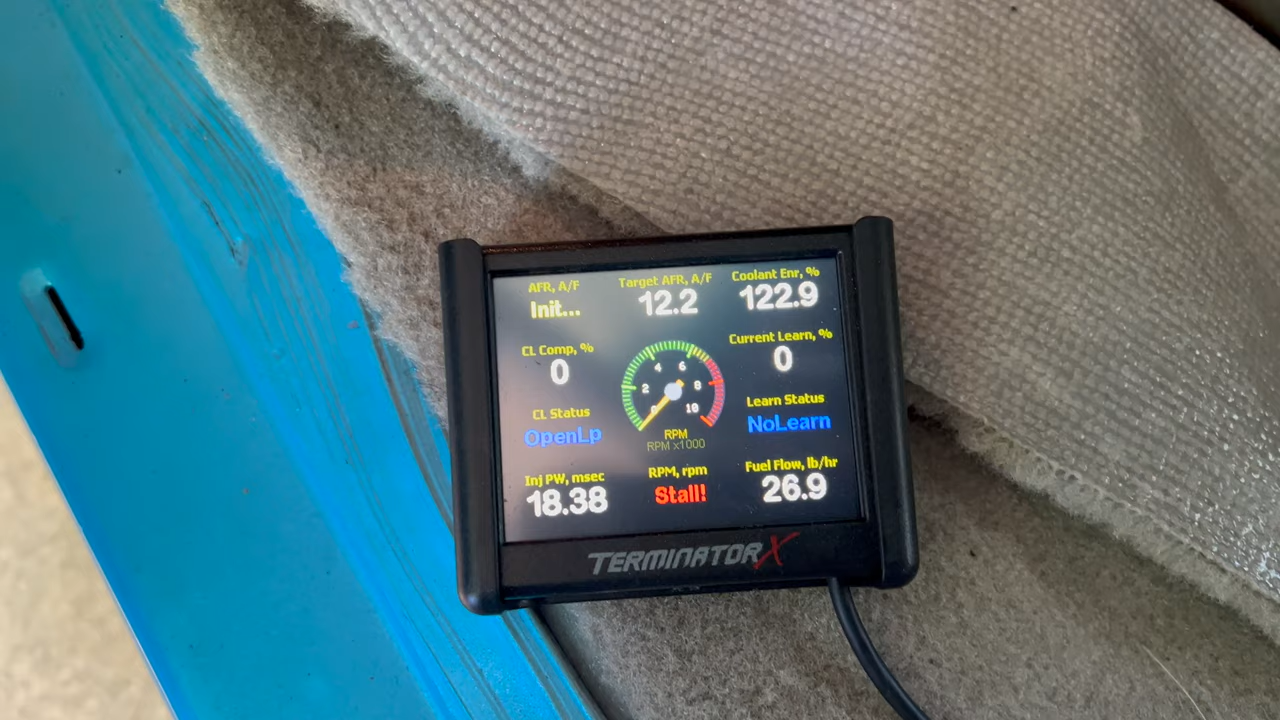 AFR, A/F
Init...
Target AFR, A/F
12.2
Coolant Enr, %
122.9
CL Comp, %
0
Current Learn, %
0
CL Status
OpenLp
Learn Status
NoLearn
0
2
4
6
8
10
RPM
RPM x1000
Inj PW, msec
18.38
RPM, rpm
Stall!
Fuel Flow, lb/hr
26.9
TERMINATOR X